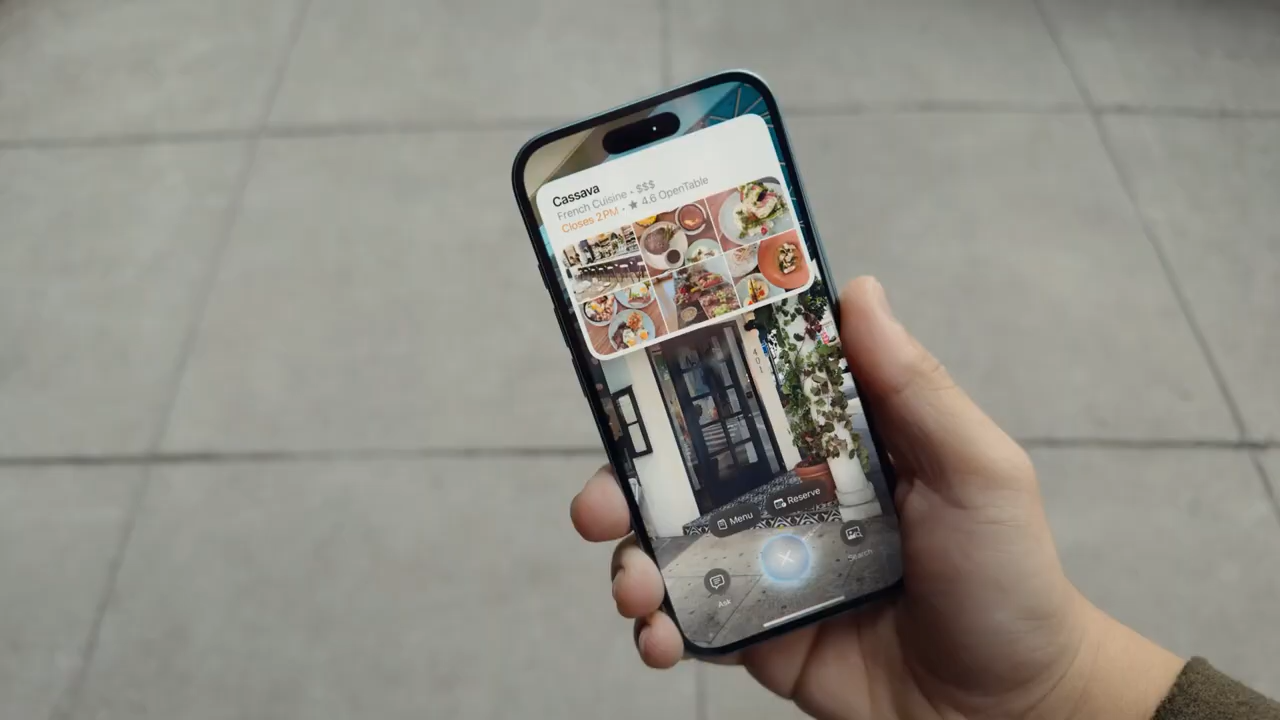 Cassava
French Cuisine • $$$
Closes 2PM • ★ 4.6 OpenTable
401
Menu
Reserve
Ask
Search